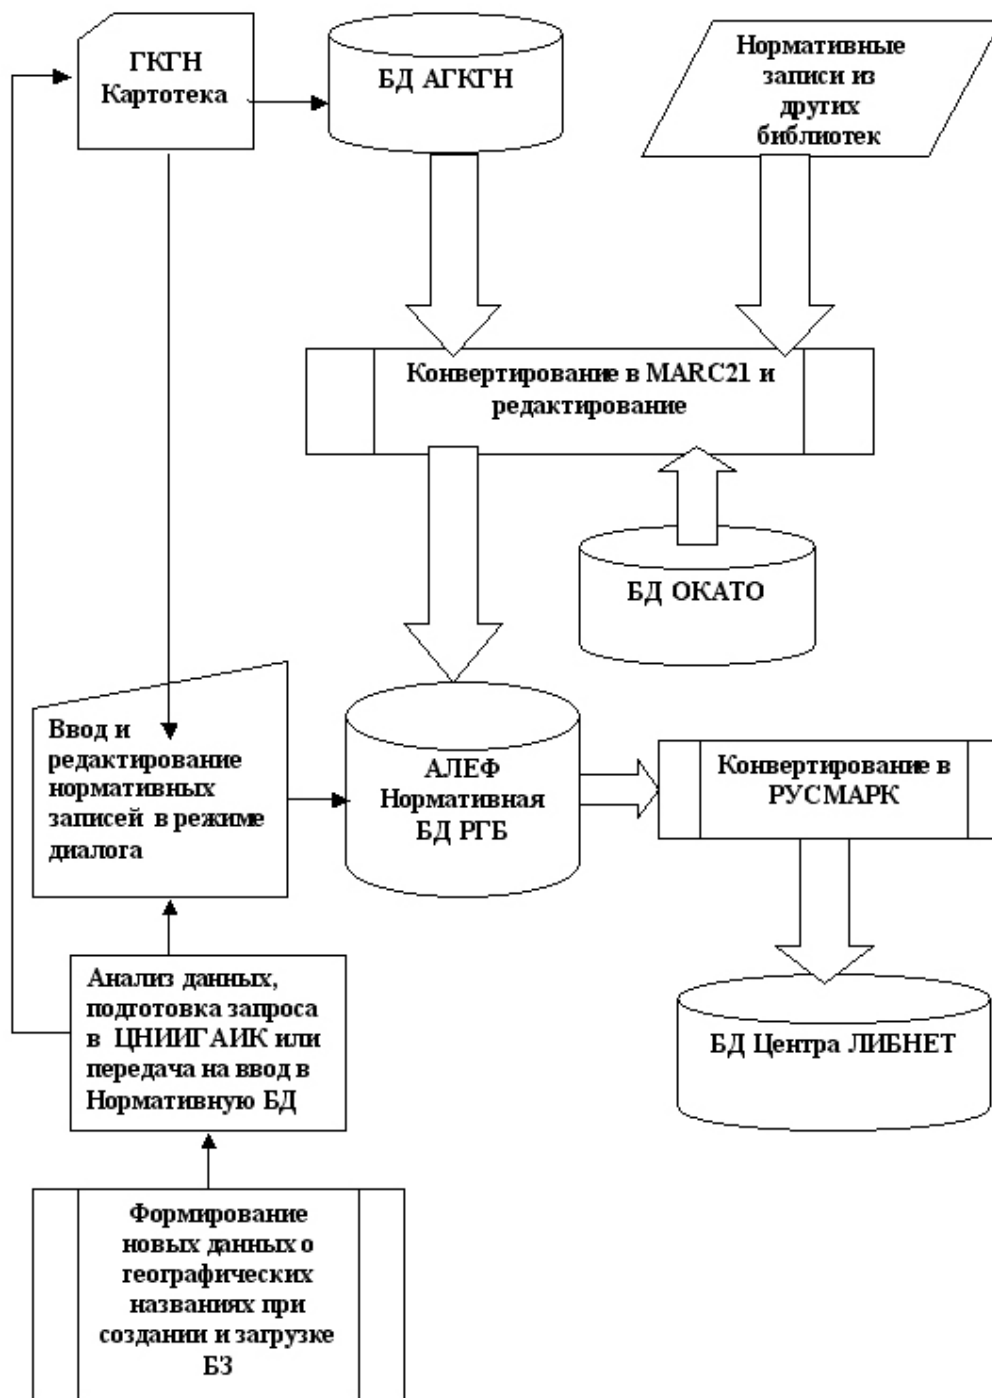 ГКГН
Картотека
БД АГКГН
Нормативные
записи из
других
библиотек
Конвертирование в MARC21 и
редактирование
БД ОКАТО
Ввод и
редактирование
нормативных
записей в режиме
диалога
АЛЕФ
Нормативная
БД РГБ
Конвертирование в
РУСМАРК
Анализ данных,
подготовка запроса
в ЦНИИГАИК или
передача на ввод в
Нормативную БД
БД Центра ЛИБНЕТ
Формирование
новых данных о
географических
названиях при
создании и загрузке
БЗ